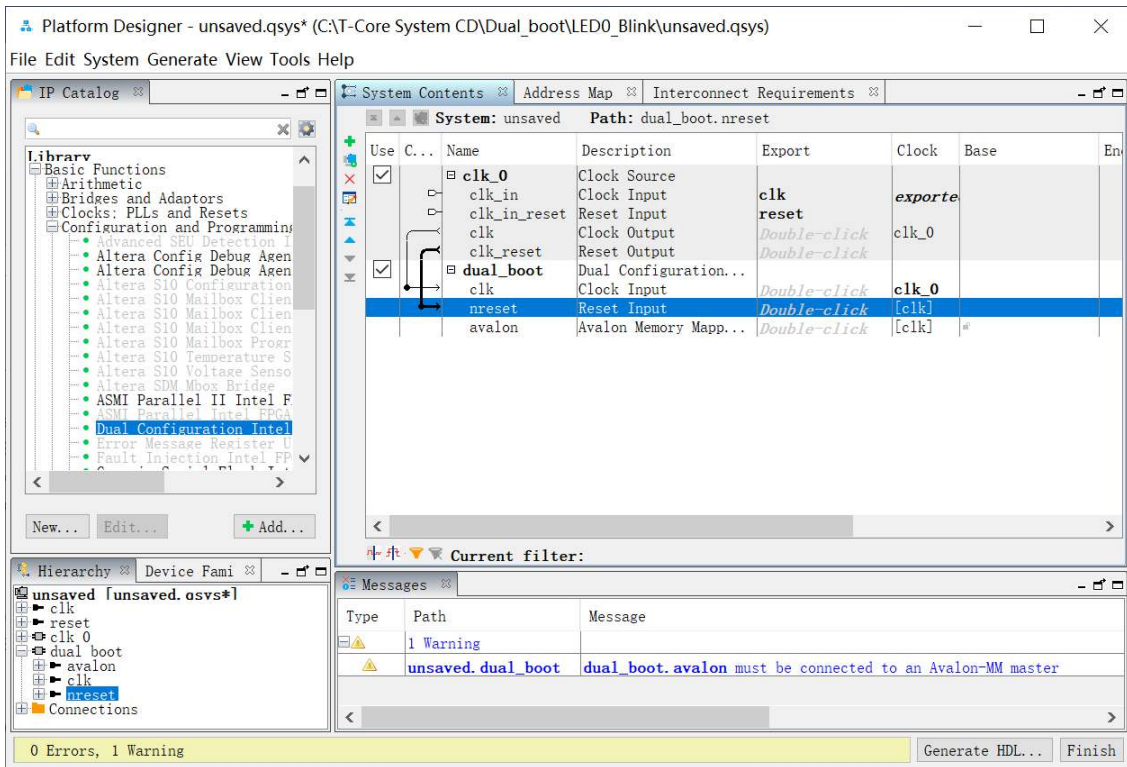 Platform Designer - unsaved.qsys* (C:\T-Core System CD\Dual_boot\LED0_Blink\unsaved.qsys)
File Edit System Generate View Tools Help
IP Catalog
Library
Basic Functions
Arithmetic
Bridges and Adaptors
Clocks; PLLs and Resets
Configuration and Programming
Advanced SEU Detection I
Altera Config Debug Agen
Altera Config Debug Agen
Altera S10 Configuration
Altera S10 Mailbox Clien
Altera S10 Mailbox Clien
Altera S10 Mailbox Clien
Altera S10 Mailbox Progr
Altera S10 Temperature S
Altera S10 Voltage Senso
Altera SDM Mbox Bridge
ASMI Parallel II Intel F
ASMI Parallel Intel FPGA
Dual Configuration Intel
Error Message Register U
Fault Injection Intel FP
New... Edit... Add...
System Contents Address Map Interconnect Requirements
System: unsaved Path: dual_boot.nreset
Use C... Name Description Export Clock Base En
clk_0 Clock Source
clk_in Clock Input clk exporte
clk_in_reset Reset Input reset
clk Clock Output Double-click clk_0
clk_reset Reset Output Double-click
dual_boot Dual Configuration...
clk Clock Input Double-click clk_0
nreset Reset Input Double-click [clk]
avalon Avalon Memory Mapp... Double-click [clk]
Current filter:
Hierarchy Device Fami
unsaved [unsaved.qsys*]
clk
reset
clk_0
dual_boot
avalon
clk
nreset
Connections
Messages
Type Path Message
1 Warning
unsaved.dual_boot dual_boot.avalon must be connected to an Avalon-MM master
0 Errors, 1 Warning
Generate HDL... Finish